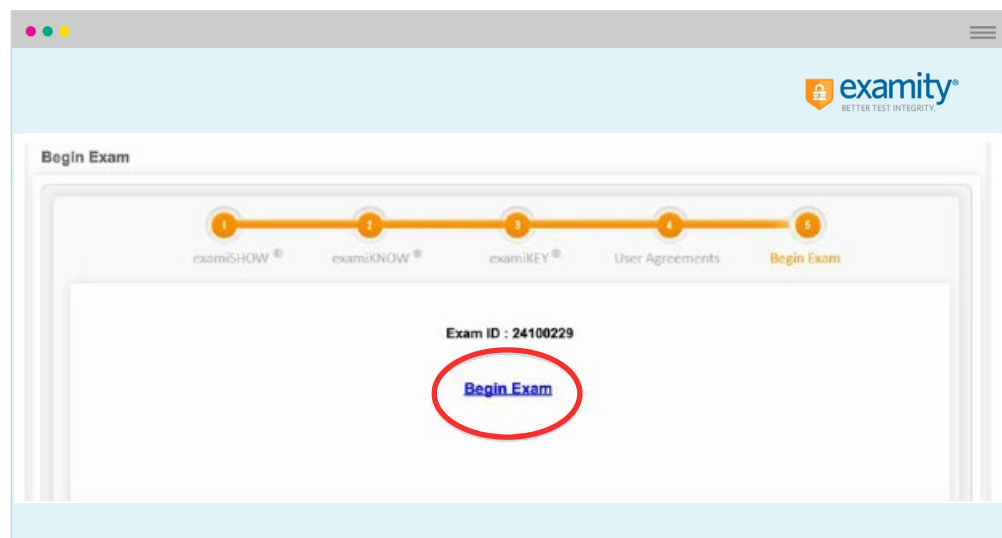 examity®
BETTER TEST INTEGRITY.
Begin Exam
1 2 3 4 5
examiSHOW ® examiKNOW ® examiKEY ® User Agreements Begin Exam
Exam ID : 24100229
Begin Exam